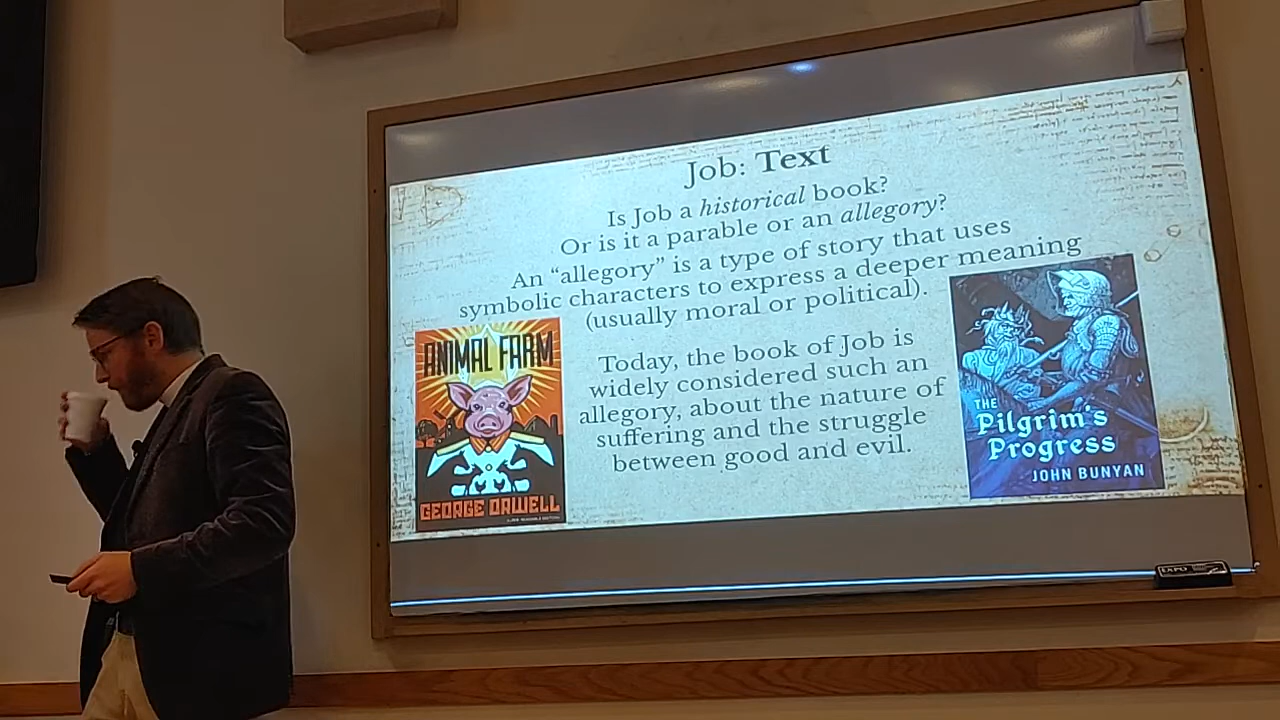 Job: Text
Is Job a historical book?
Or is it a parable or an allegory?
An “allegory” is a type of story that uses
symbolic characters to express a deeper meaning
(usually moral or political).
ANIMAL FARM
GEORGE ORWELL
Today, the book of Job is
widely considered such an
allegory, about the nature of
suffering and the struggle
between good and evil.
THE
Pilgrim's
Progress
JOHN BUNYAN
EXPO